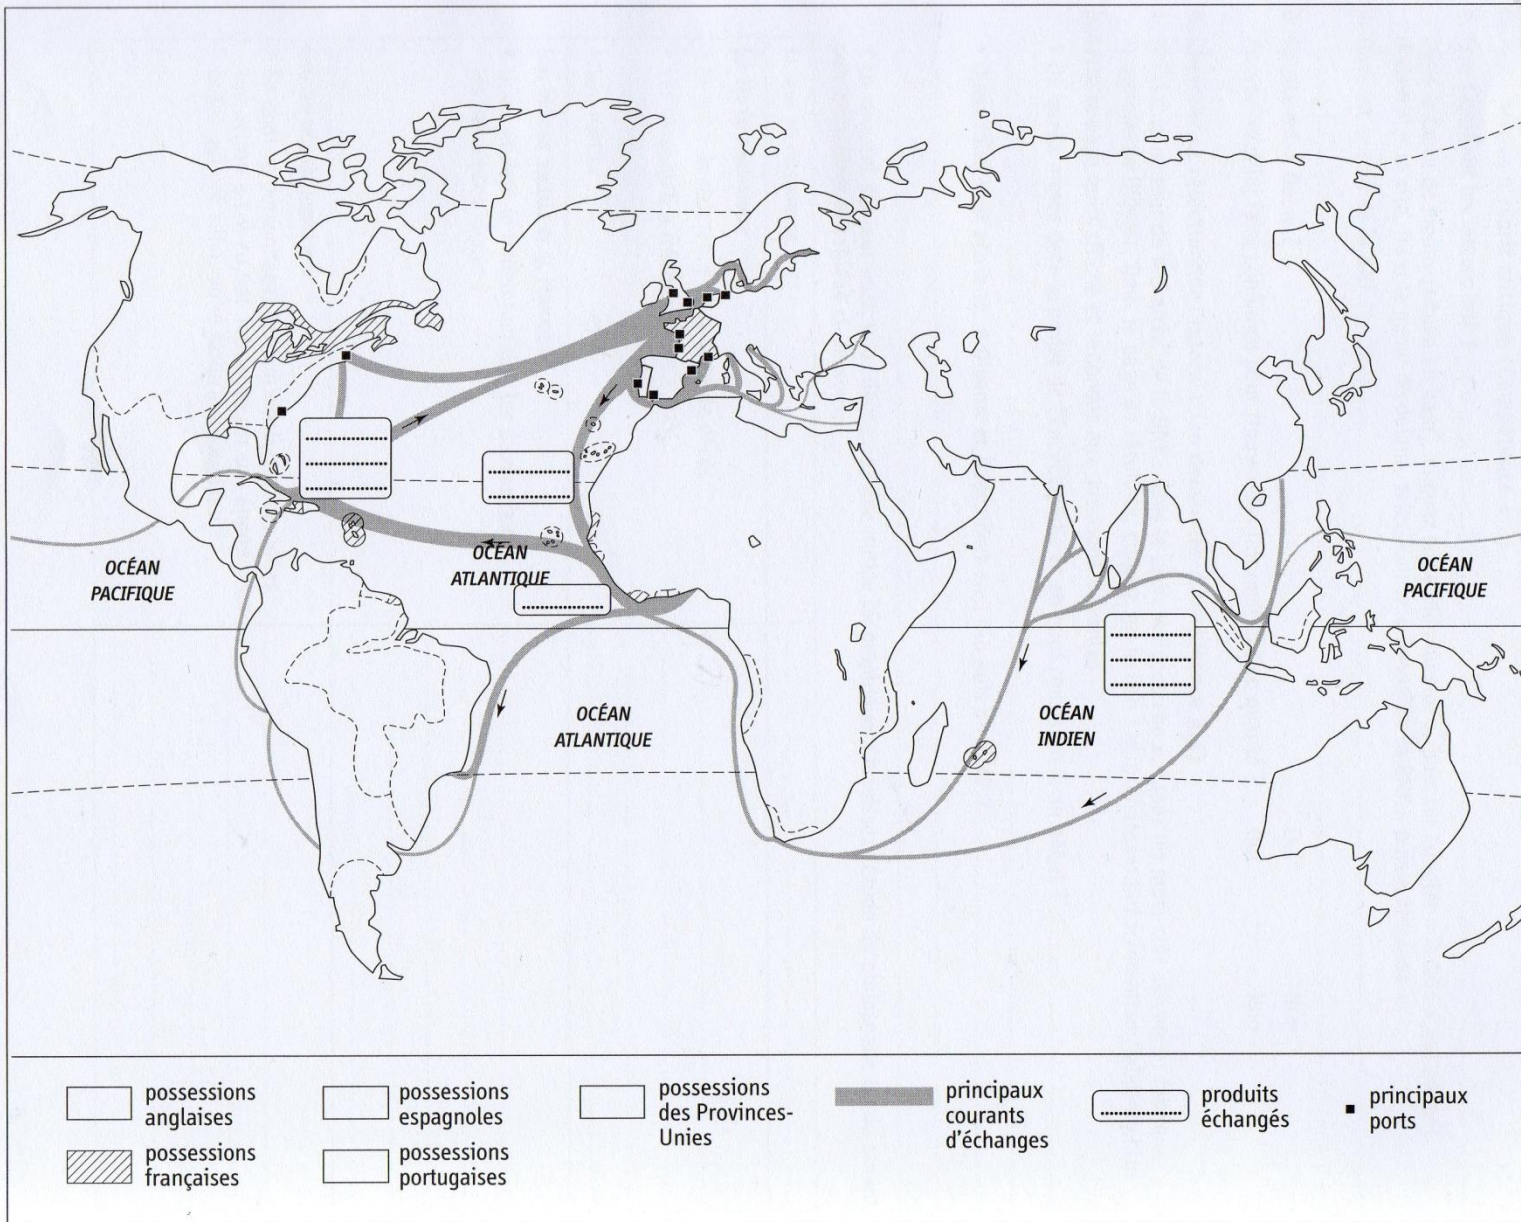 OCÉAN
PACIFIQUE
OCÉAN
ATLANTIQUE
OCÉAN
PACIFIQUE
OCÉAN
ATLANTIQUE
OCÉAN
INDIEN
possessions
anglaises
possessions
espagnoles
possessions
des Provinces-
Unies
principaux
courants
d'échanges
produits
échangés
principaux
ports
possessions
françaises
possessions
portugaises